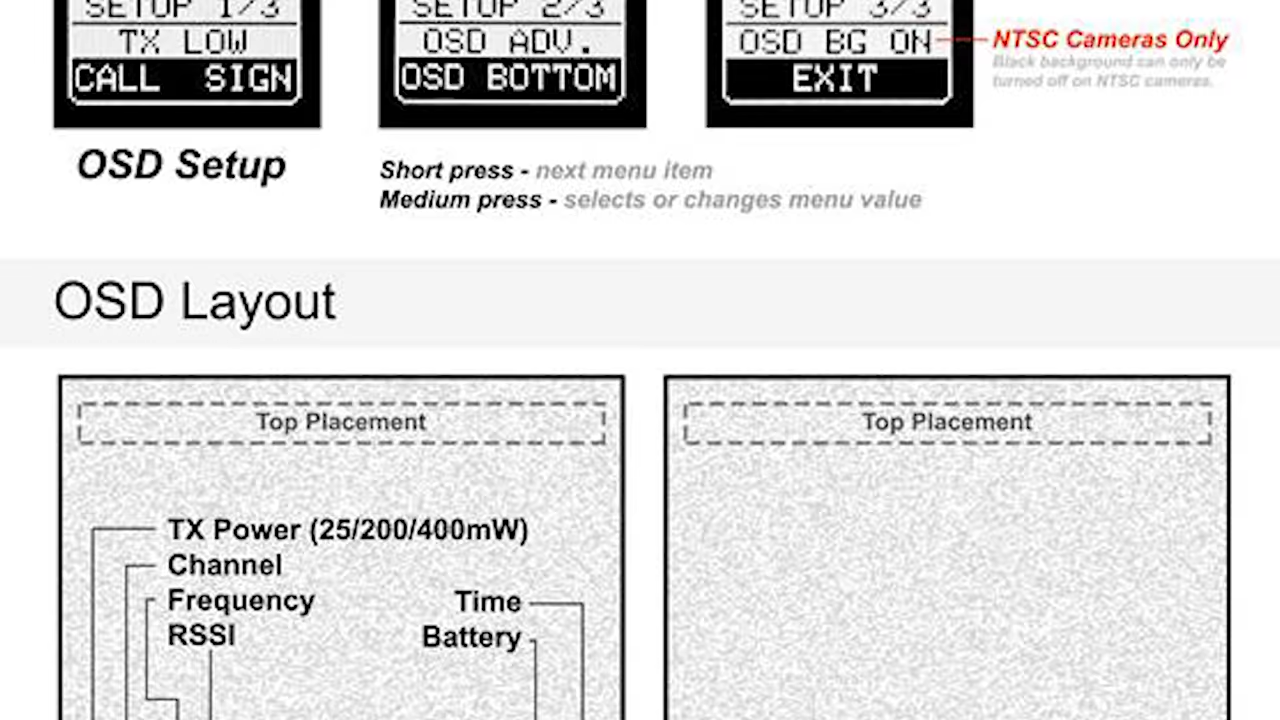 SETUP 1/3
TX LOW
CALL SIGN
SETUP 2/3
OSD ADV.
OSD BOTTOM
SETUP 3/3
OSD BG ON
EXIT
NTSC Cameras Only
Black background can only be
turned off on NTSC cameras.
OSD Setup
Short press - next menu item
Medium press - selects or changes menu value
OSD Layout
Top Placement
TX Power (25/200/400mW)
Channel
Frequency
RSSI
Time
Battery
Top Placement